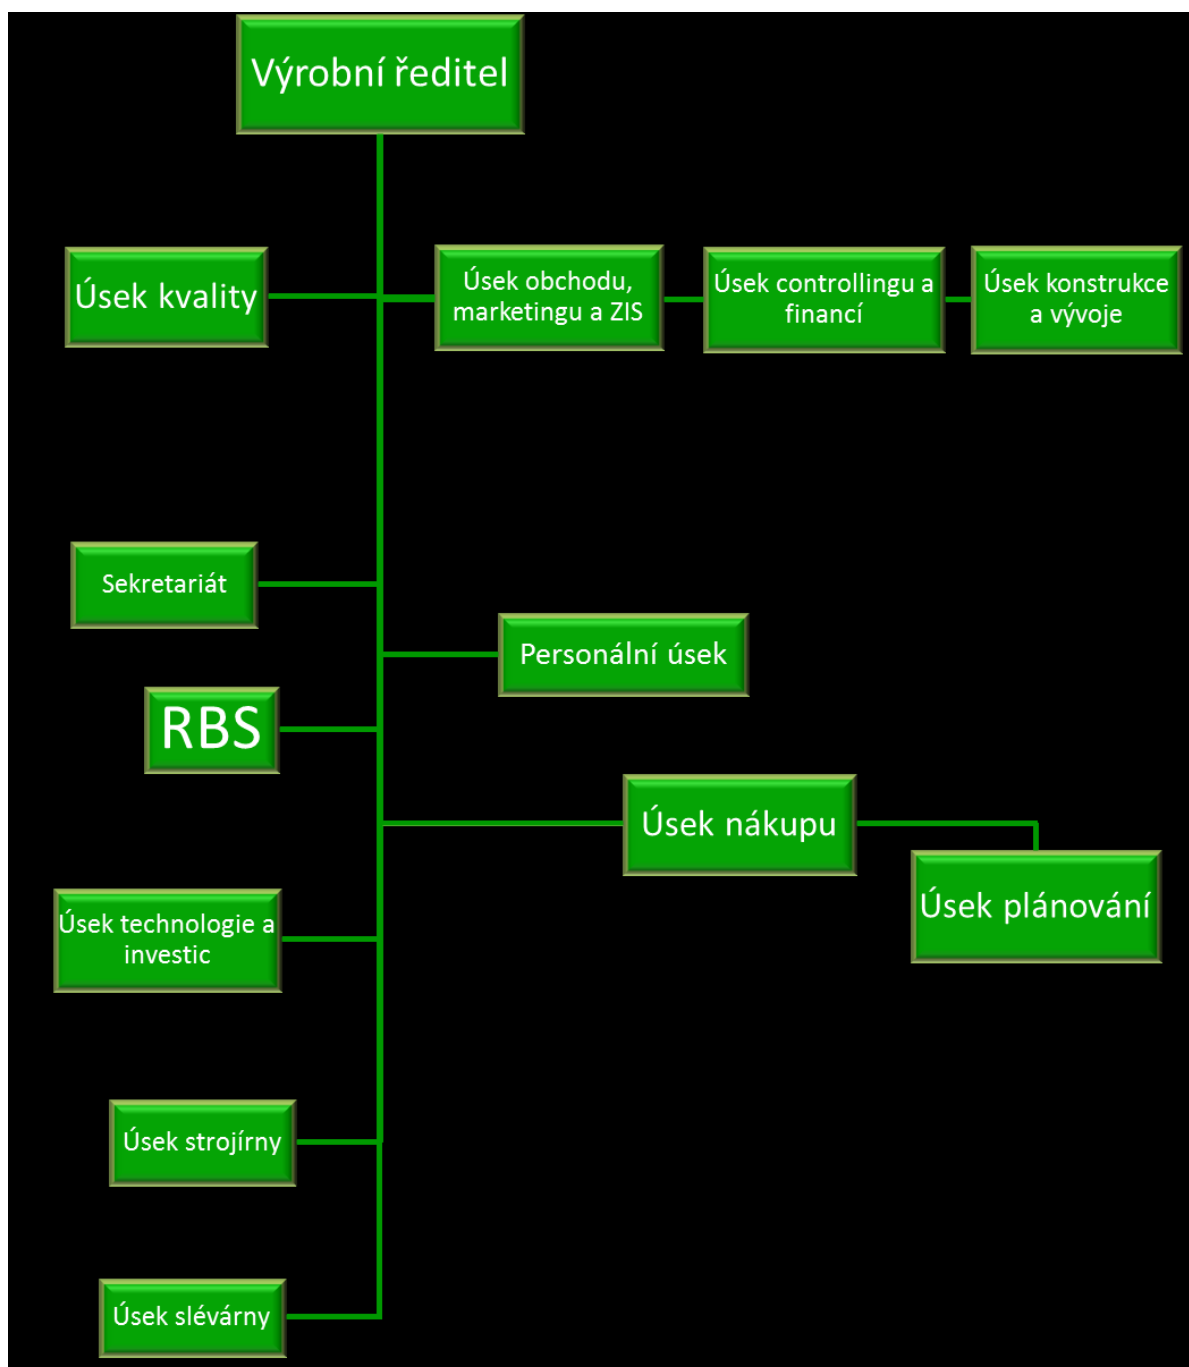 Výrobní ředitel
Úsek kvality
Úsek obchodu,
marketingu a ZIS
Úsek controllingu a
financí
Úsek konstrukce
a vývoje
Sekretariát
Personální úsek
RBS
Úsek nákupu
Úsek plánování
Úsek technologie a
investic
Úsek strojírny
Úsek slévárny